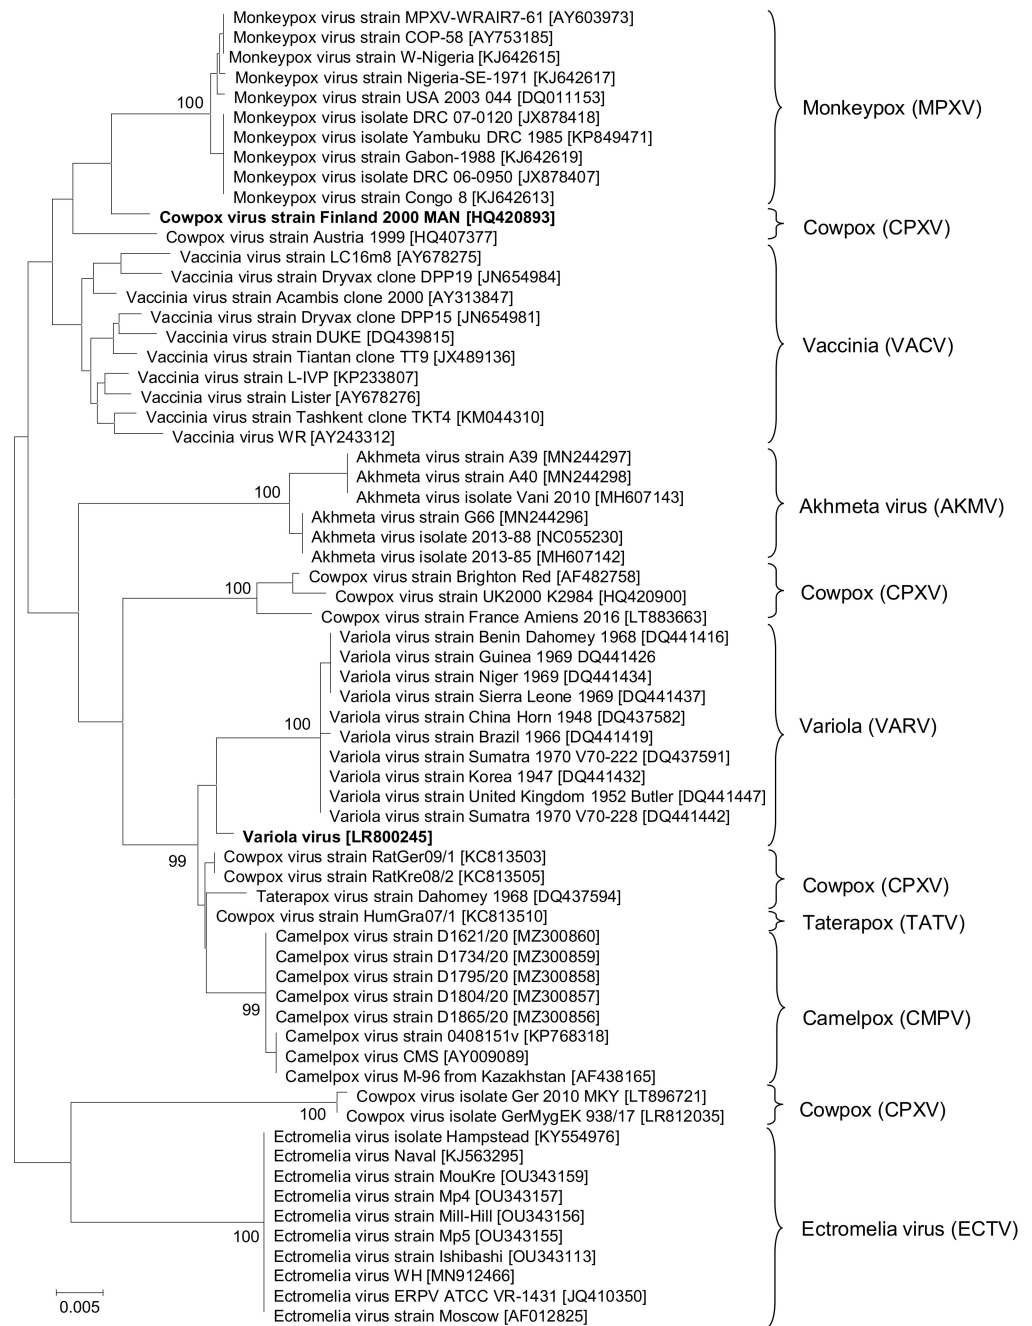 Monkeypox virus strain MPXV-WRAIR7-61 [AY603973]
Monkeypox virus strain COP-58 [AY753185]
Monkeypox virus strain W-Nigeria [KJ642615]
Monkeypox virus strain Nigeria-SE-1971 [KJ642617]
Monkeypox virus strain USA 2003 044 [DQ011153]
100
Monkeypox (MPXV)
Monkeypox virus isolate DRC 07-0120 [JX878418]
Monkeypox virus isolate Yambuku DRC 1985 [KP849471]
Monkeypox virus strain Gabon-1988 [KJ642619]
Monkeypox virus isolate DRC 06-0950 [JX878407]
Monkeypox virus strain Congo 8 [KJ642613]
Cowpox virus strain Finland 2000 MAN [HQ420893]
Cowpox (CPXV)
Cowpox virus strain Austria 1999 [HQ407377]
Vaccinia virus strain LC16m8 [AY678275]
Vaccinia virus strain Dryvax clone DPP19 [JN654984]
Vaccinia virus strain Acambis clone 2000 [AY313847]
Vaccinia virus strain Dryvax clone DPP15 [JN654981]
Vaccinia virus strain DUKE [DQ439815]
Vaccinia (VACV)
Vaccinia virus strain Tiantan clone TT9 [JX489136]
Vaccinia virus strain L-IVP [KP233807]
Vaccinia virus strain Lister [AY678276]
Vaccinia virus strain Tashkent clone TKT4 [KM044310]
Vaccinia virus WR [AY243312]
Akhmeta virus strain A39 [MN244297]
Akhmeta virus strain A40 [MN244298]
100
Akhmeta virus isolate Vani 2010 [MH607143]
Akhmeta virus (AKMV)
Akhmeta virus strain G66 [MN244296]
Akhmeta virus isolate 2013-88 [NC055230]
Akhmeta virus isolate 2013-85 [MH607142]
Cowpox virus strain Brighton Red [AF482758]
100
Cowpox virus strain UK2000 K2984 [HQ420900]
Cowpox (CPXV)
Cowpox virus strain France Amiens 2016 [LT883663]
Variola virus strain Benin Dahomey 1968 [DQ441416]
Variola virus strain Guinea 1969 DQ441426
Variola virus strain Niger 1969 [DQ441434]
Variola virus strain Sierra Leone 1969 [DQ441437]
Variola virus strain China Horn 1948 [DQ437582]
100
Variola (VARV)
Variola virus strain Brazil 1966 [DQ441419]
Variola virus strain Sumatra 1970 V70-222 [DQ437591]
Variola virus strain Korea 1947 [DQ441432]
Variola virus strain United Kingdom 1952 Butler [DQ441447]
Variola virus strain Sumatra 1970 V70-228 [DQ441442]
Variola virus [LR800245]
99
Cowpox virus strain RatGer09/1 [KC813503]
Cowpox virus strain RatKre08/2 [KC813505]
Cowpox (CPXV)
Taterapox virus strain Dahomey 1968 [DQ437594]
Cowpox virus strain HumGra07/1 [KC813510]
Taterapox (TATV)
Camelpox virus strain D1621/20 [MZ300860]
Camelpox virus strain D1734/20 [MZ300859]
Camelpox virus strain D1795/20 [MZ300858]
Camelpox virus strain D1804/20 [MZ300857]
99
Camelpox virus strain D1865/20 [MZ300856]
Camelpox (CMPV)
Camelpox virus strain 0408151v [KP768318]
Camelpox virus CMS [AY009089]
Camelpox virus M-96 from Kazakhstan [AF438165]
Cowpox virus isolate Ger 2010 MKY [LT896721]
Cowpox (CPXV)
100
Cowpox virus isolate GerMygEK 938/17 [LR812035]
Ectromelia virus isolate Hampstead [KY554976]
Ectromelia virus Naval [KJ563295]
Ectromelia virus strain MouKre [OU343159]
Ectromelia virus strain Mp4 [OU343157]
Ectromelia virus strain Mill-Hill [OU343156]
Ectromelia virus (ECTV)
100
Ectromelia virus strain Mp5 [OU343155]
Ectromelia virus strain Ishibashi [OU343113]
Ectromelia virus WH [MN912466]
Ectromelia virus ERPV ATCC VR-1431 [JQ410350]
0.005
Ectromelia virus strain Moscow [AF012825]